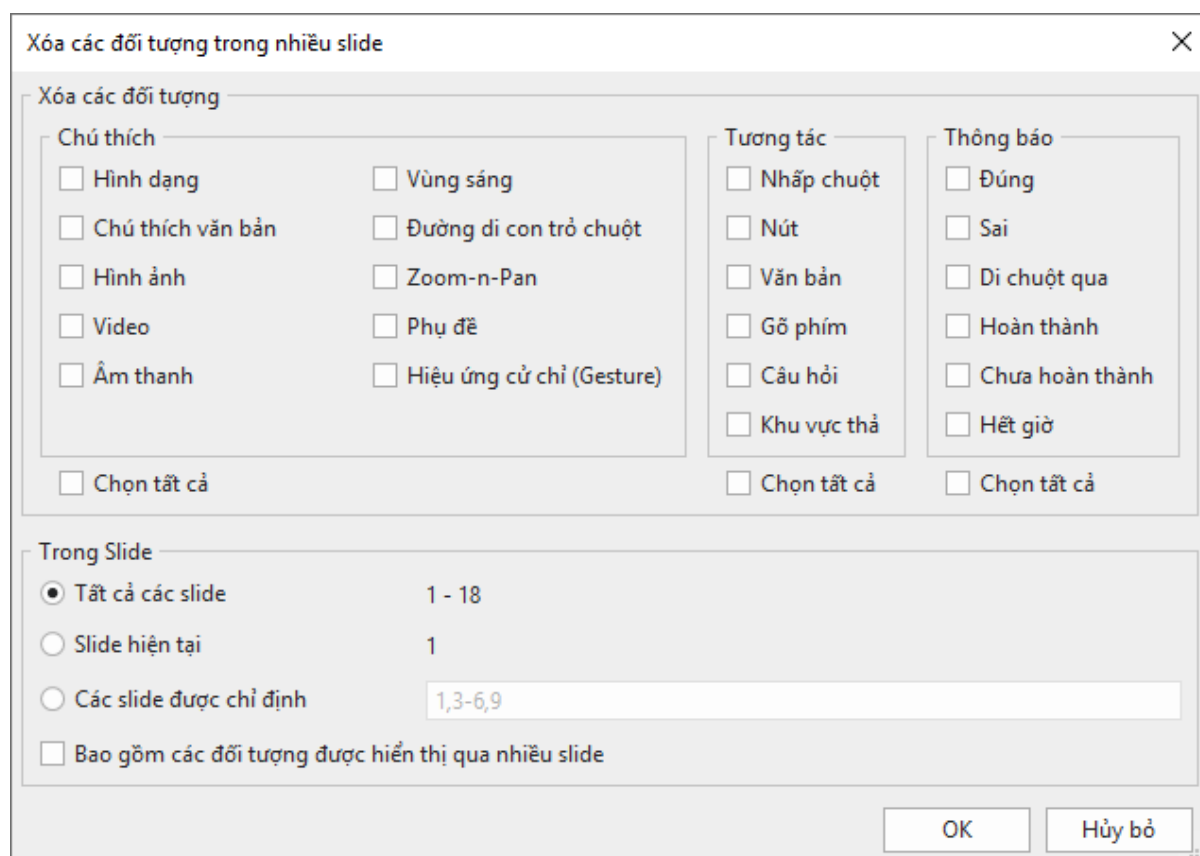 Xóa các đối tượng trong nhiều slide
Xóa các đối tượng
Chú thích
Hình dạng
Vùng sáng
Chú thích văn bản
Đường di con trỏ chuột
Hình ảnh
Zoom-n-Pan
Video
Phụ đề
Âm thanh
Hiệu ứng cử chỉ (Gesture)
Chọn tất cả
Tương tác
Nhấp chuột
Nút
Văn bản
Gõ phím
Câu hỏi
Khu vực thả
Chọn tất cả
Thông báo
Đúng
Sai
Di chuột qua
Hoàn thành
Chưa hoàn thành
Hết giờ
Chọn tất cả
Trong Slide
Tất cả các slide 1 - 18
Slide hiện tại 1
Các slide được chỉ định 1,3-6,9
Bao gồm các đối tượng được hiển thị qua nhiều slide
OK Hủy bỏ